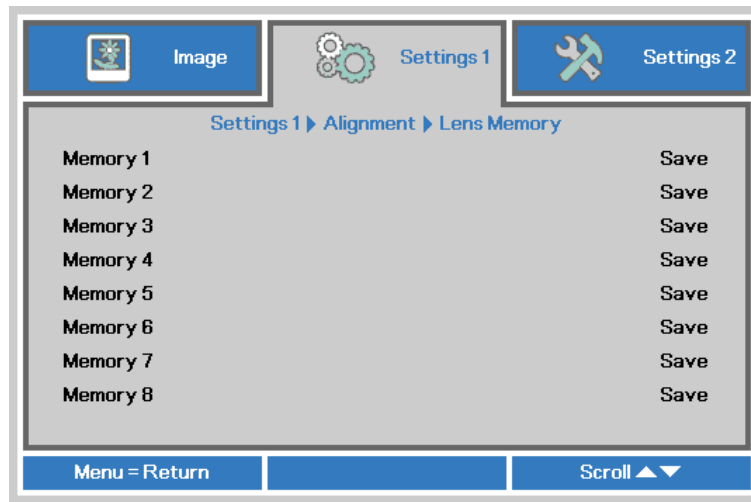 Image
Settings 1
Settings 2
Settings 1 ▶ Alignment ▶ Lens Memory
Memory 1 Save
Memory 2 Save
Memory 3 Save
Memory 4 Save
Memory 5 Save
Memory 6 Save
Memory 7 Save
Memory 8 Save
Menu = Return
Scroll ▲▼